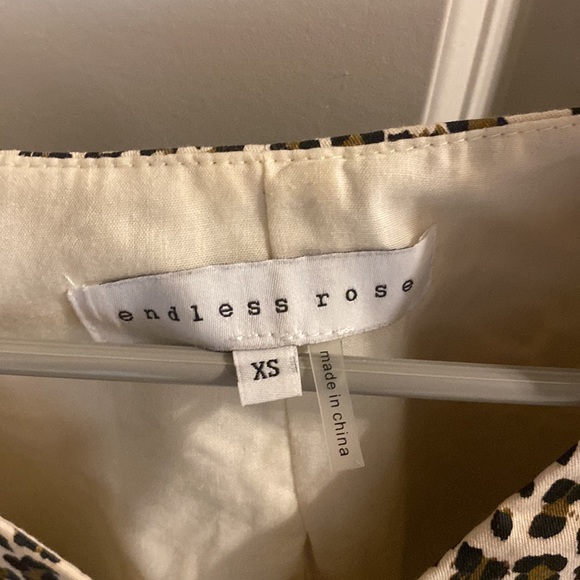 endless rose
XS
made in china